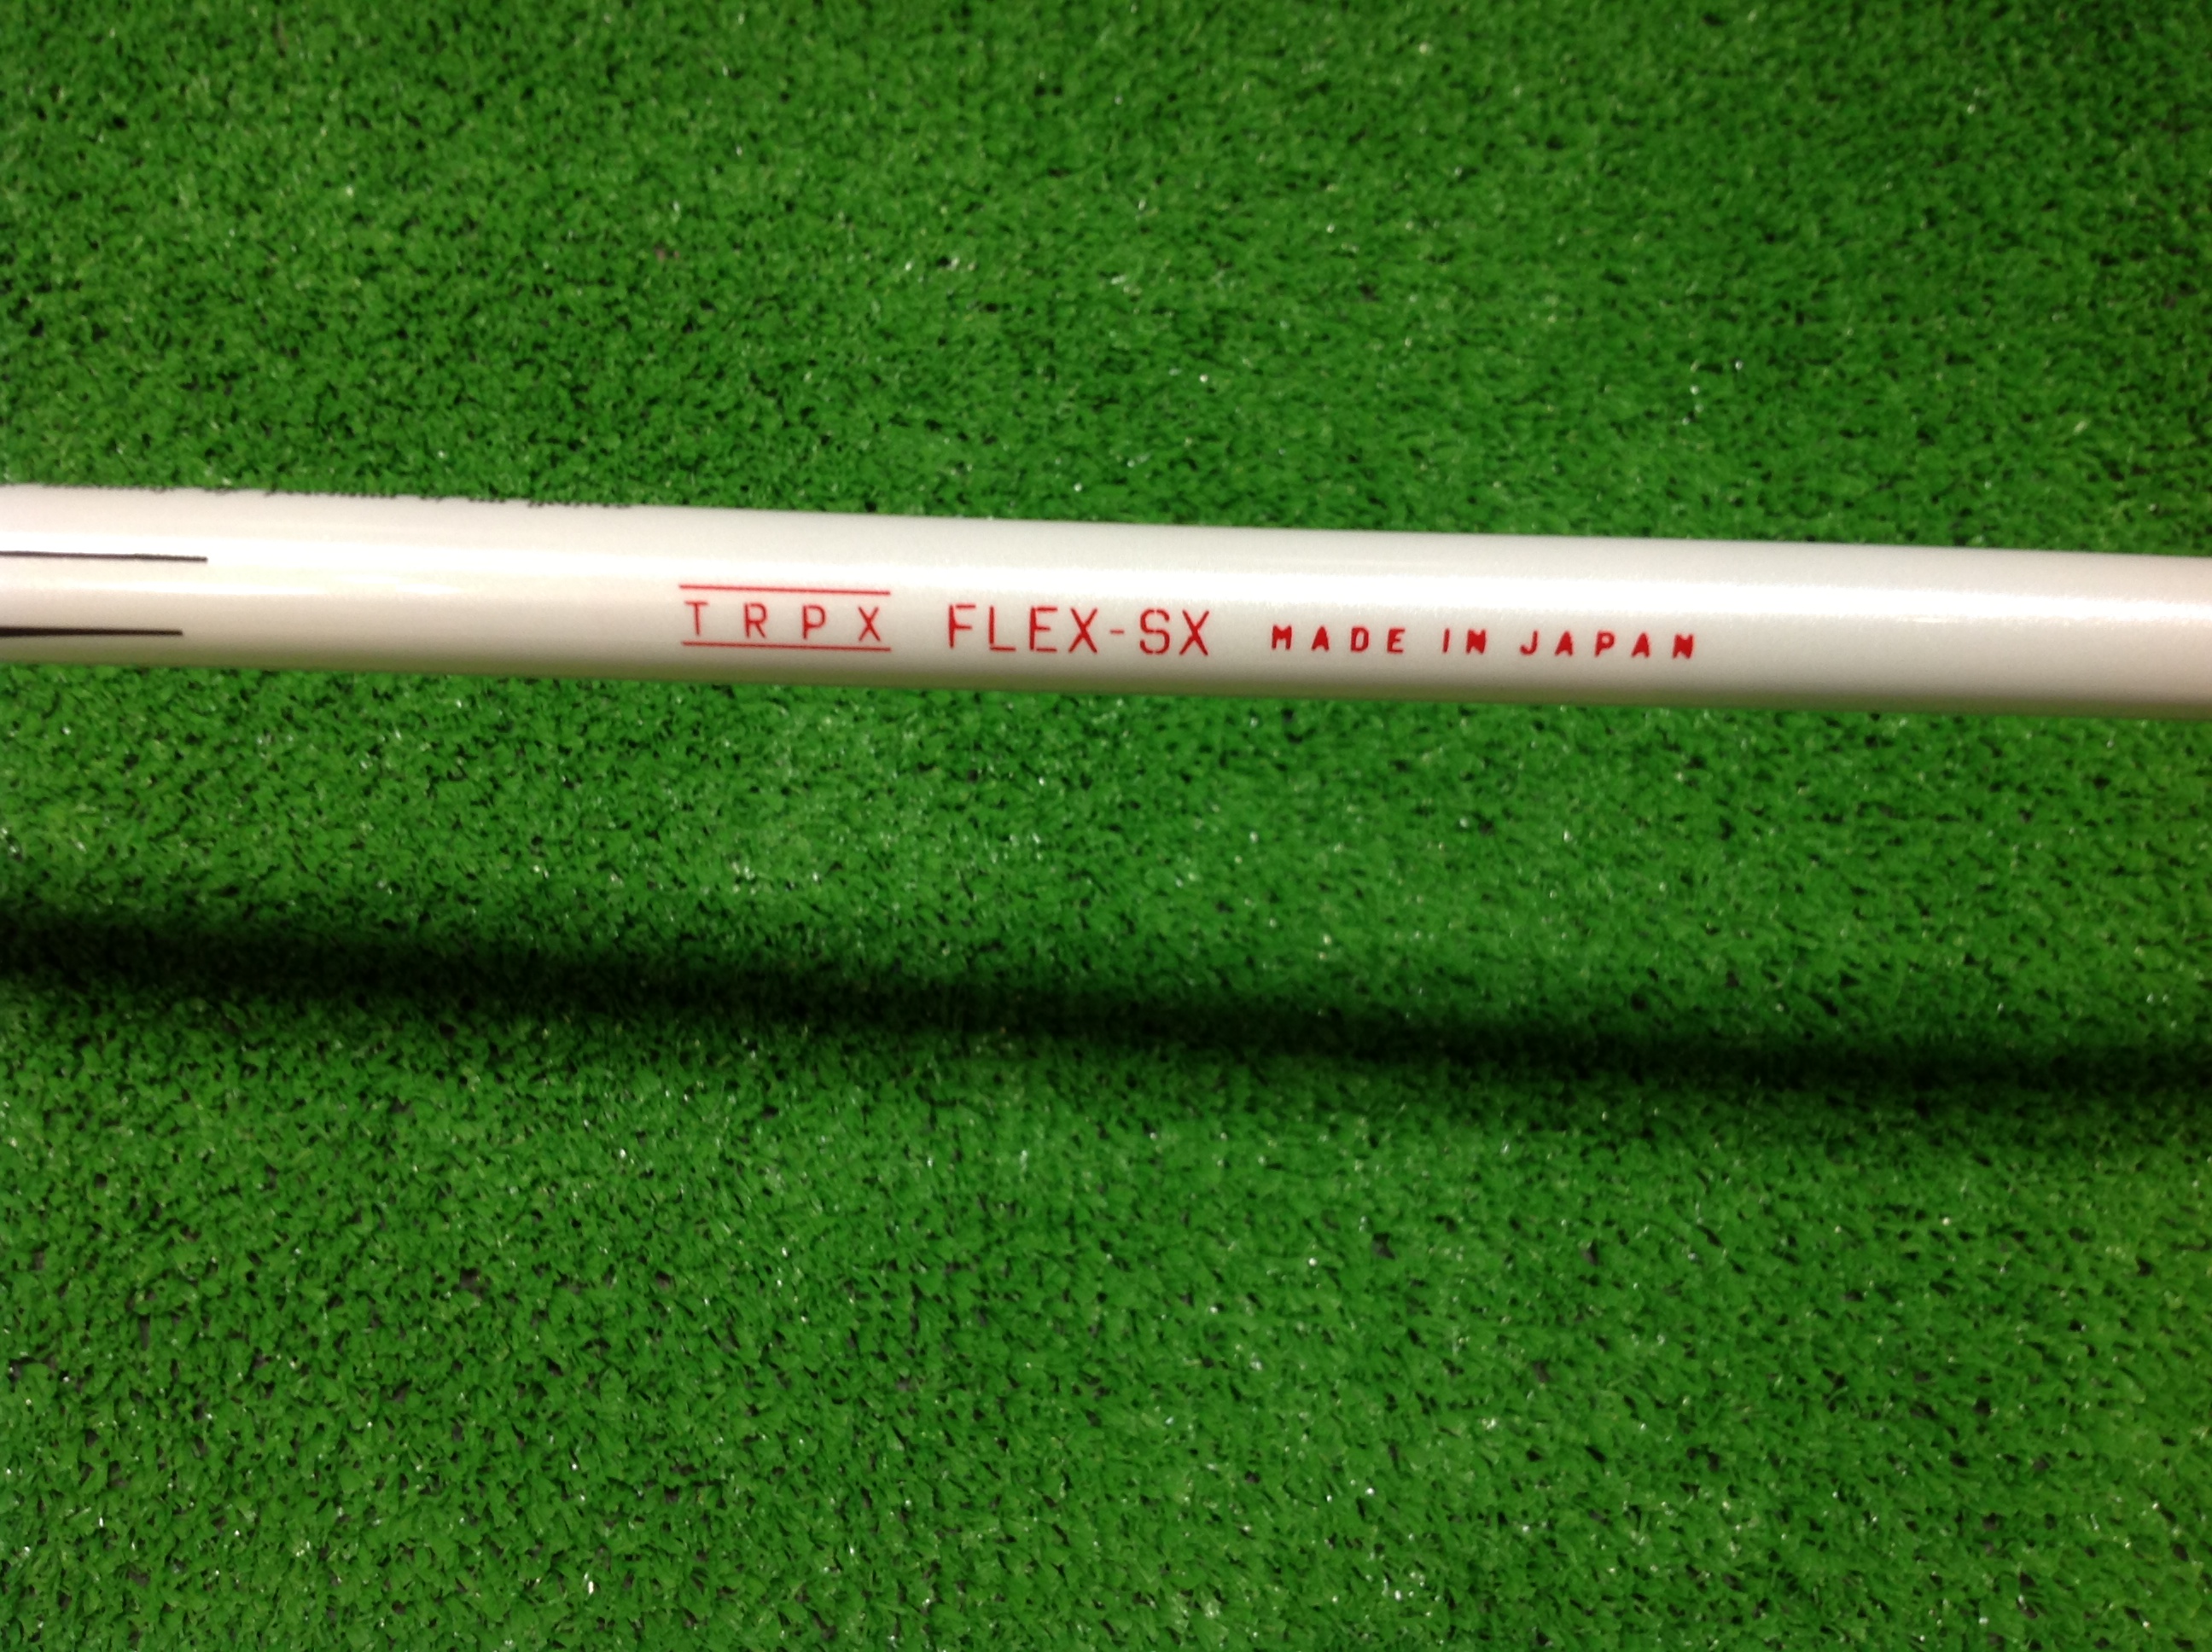 TRPX FLEX-SX MADE IN JAPAN